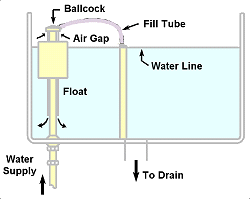 Ballcock
Fill Tube
Air Gap
Water Line
Float
Water
Supply
To Drain